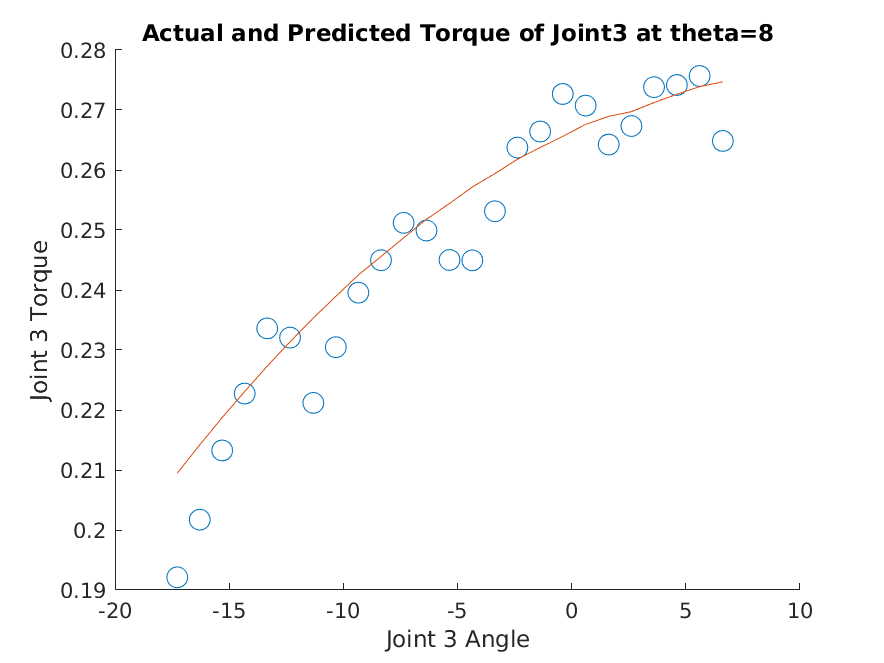 Actual and Predicted Torque of Joint3 at theta=8
0.28
0.27
0.26
0.25
0.24
0.23
0.22
0.21
0.2
0.19
Joint 3 Torque
-20 -15 -10 -5 0 5 10
Joint 3 Angle